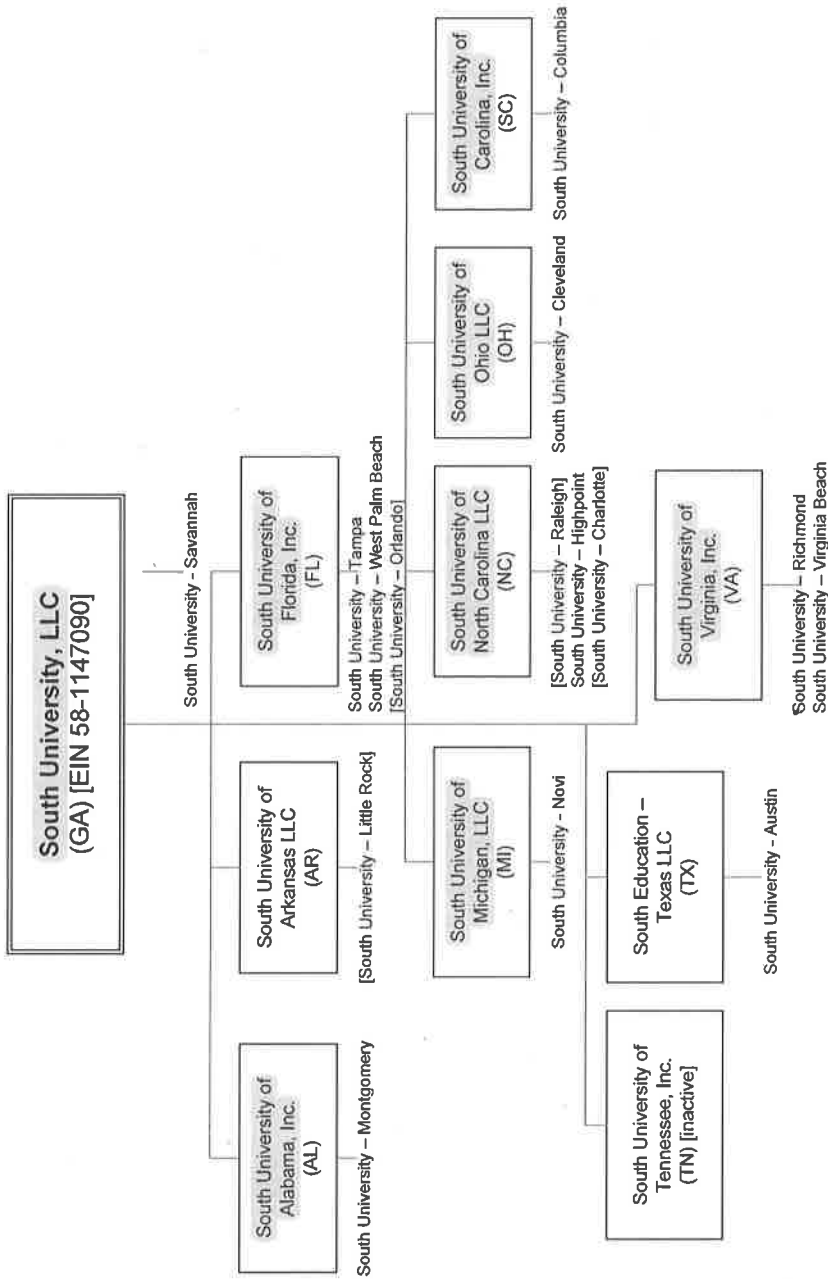 South University, LLC
(GA) [EIN 58-1147090]
South University - Savannah
South University of
Alabama, Inc.
(AL)
South University – Montgomery
South University of
Arkansas LLC
(AR)
[South University – Little Rock]
South University of
Florida, Inc.
(FL)
South University – Tampa
South University – West Palm Beach
[South University – Orlando]
South University of
Michigan, LLC
(MI)
South University - Novi
South University of
North Carolina LLC
(NC)
[South University – Raleigh]
South University – Highpoint
[South University – Charlotte]
South University of
Ohio LLC
(OH)
South University – Cleveland
South University of
Carolina, Inc.
(SC)
South University – Columbia
South University of
Tennessee, Inc.
(TN) [inactive]
South Education –
Texas LLC
(TX)
South University - Austin
South University of
Virginia, Inc.
(VA)
South University – Richmond
South University – Virginia Beach